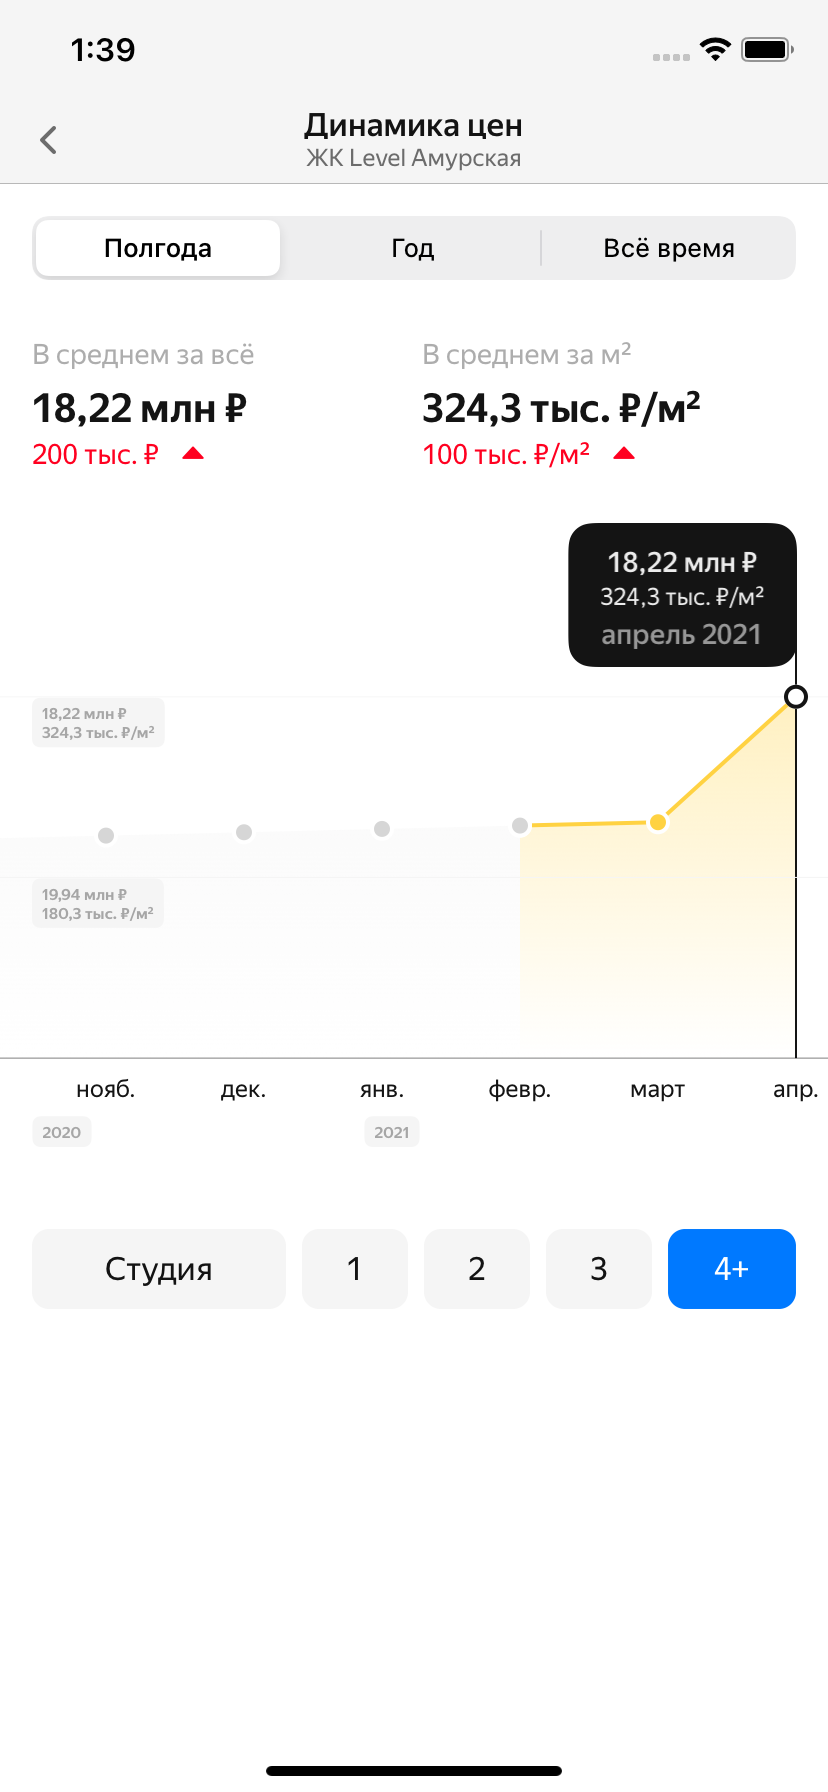 1:39
Динамика цен
ЖК Level Амурская
Полгода
Год
Всё время
В среднем за всё
18,22 млн ₽
200 тыс. ₽
В среднем за м²
324,3 тыс. ₽/м²
100 тыс. ₽/м²
18,22 млн ₽
324,3 тыс. ₽/м²
апрель 2021
18,22 млн ₽
324,3 тыс. ₽/м²
19,94 млн ₽
180,3 тыс. ₽/м²
нояб. дек. янв. февр. март апр.
2020 2021
Студия 1 2 3 4+